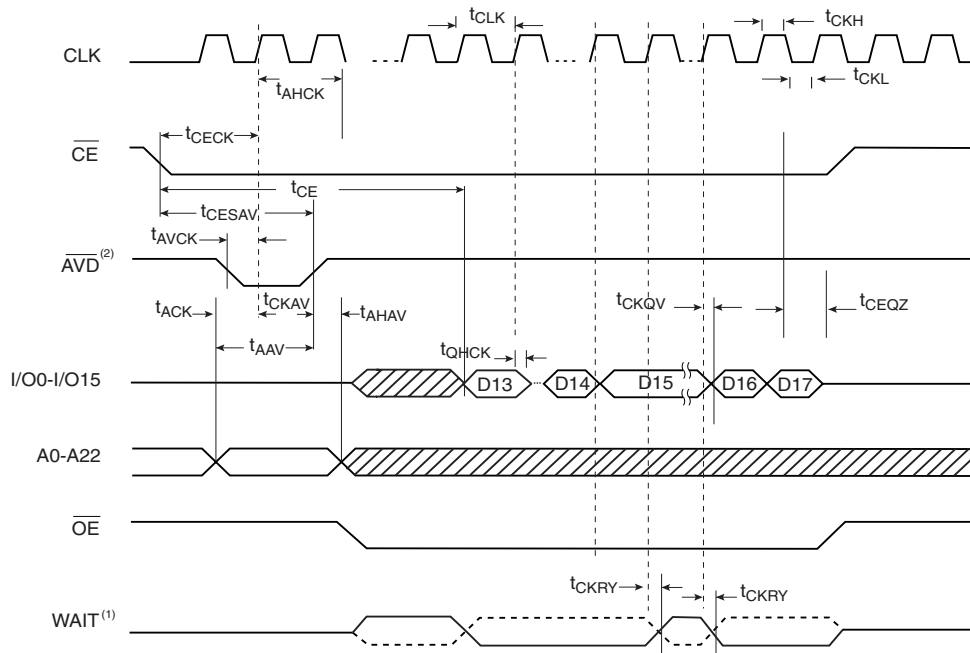 tCLK tCKH
CLK
tCKL
tAHCK
tCECK
CE
tCE
tCESAV
tAVCK
AVD(2)
tACK tCKAV tAHAV tCKQV tCEQZ
tAAV
tQHCK
I/O0-I/O15 D13 D14 D15 D16 D17
A0-A22
OE
tCKRY tCKRY
WAIT(1)